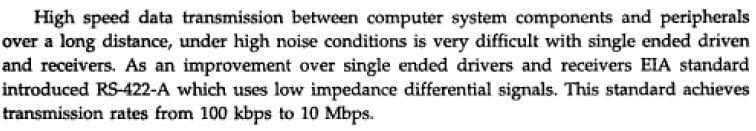 High speed data transmission between computer system components and peripherals
over a long distance, under high noise conditions is very difficult with single ended driven
and receivers. As an improvement over single ended drivers and receivers EIA standard
introduced RS-422-A which uses low impedance differential signals. This standard achieves
transmission rates from 100 kbps to 10 Mbps.